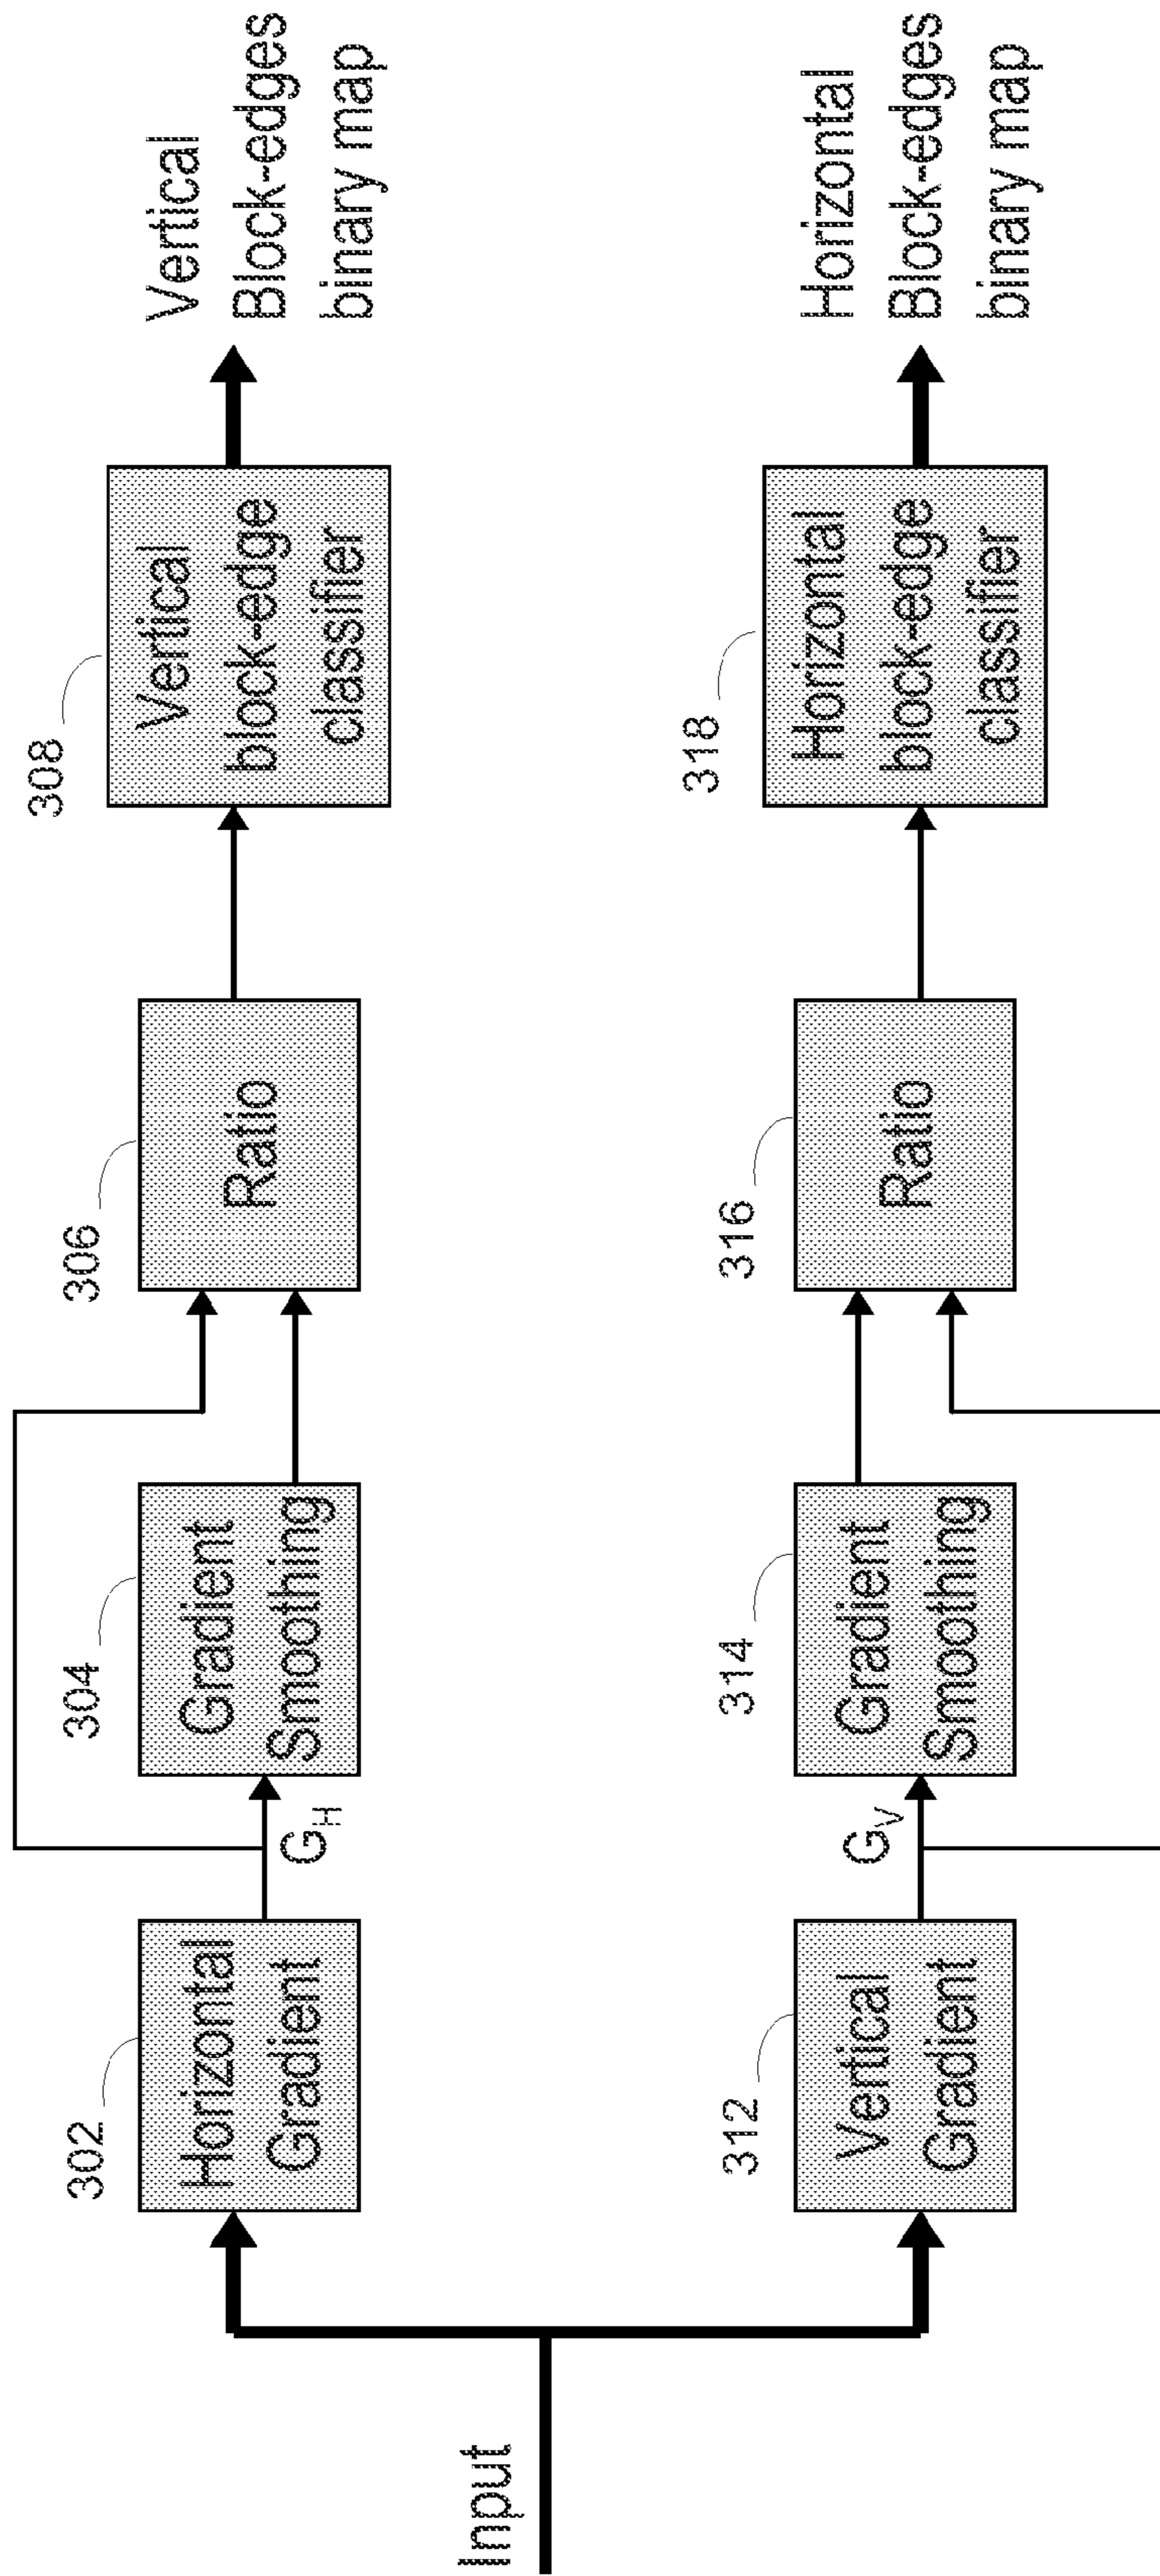 Input
302
Horizontal
Gradient
G_H
304
Gradient
Smoothing
306
Ratio
308
Vertical
block-edge
classifier
Vertical
Block-edges
binary map
312
Vertical
Gradient
G_V
314
Gradient
Smoothing
316
Ratio
318
Horizontal
block-edge
classifier
Horizontal
Block-edges
binary map